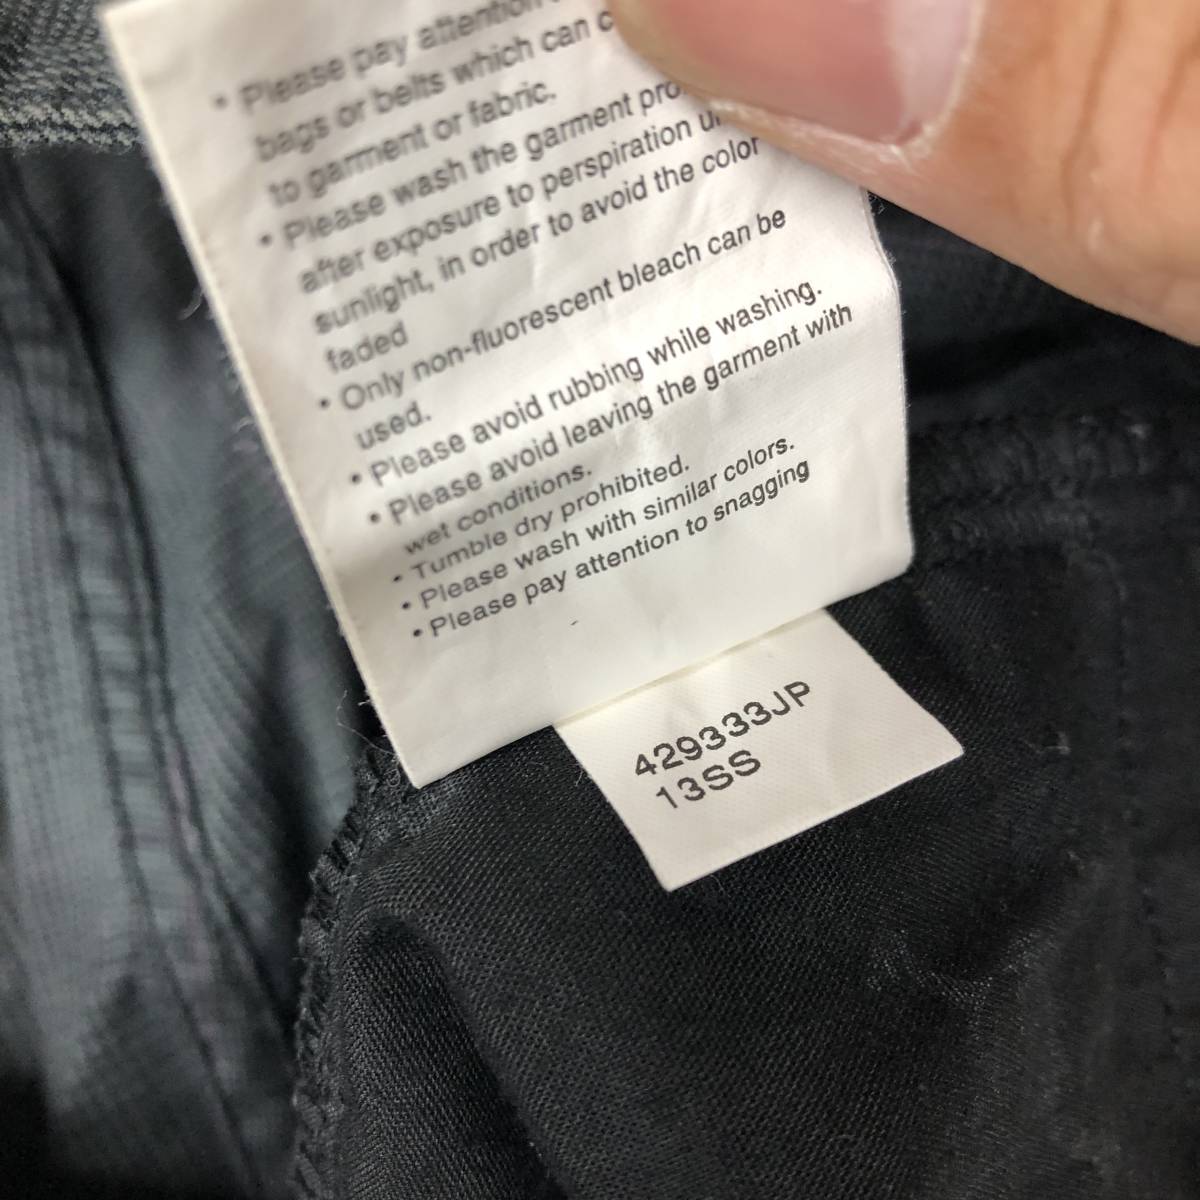 • Please pay attention
bags or belts which can
to garment or fabric.
• Please wash the garment
after exposure to perspiration
sunlight, in order to avoid the color
faded
• Only non-fluorescent bleach can be
used.
• Please avoid rubbing while washing.
• Please avoid leaving the garment with
wet conditions.
• Tumble dry prohibited.
• Please wash with similar colors.
• Please pay attention to snagging
429333JP
13SS